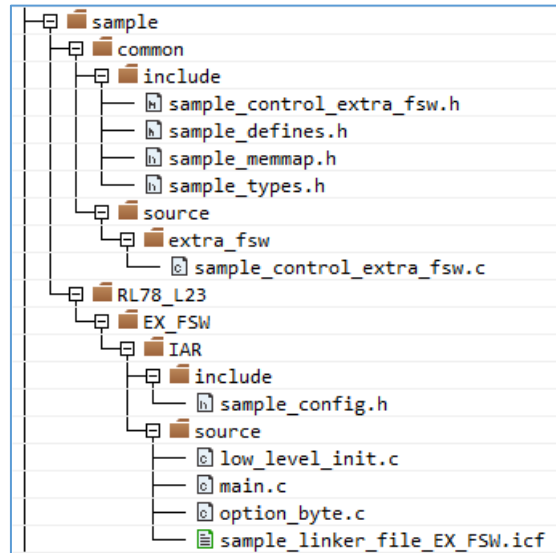 sample
common
include
sample_control_extra_fsw.h
sample_defines.h
sample_memmap.h
sample_types.h
source
extra_fsw
sample_control_extra_fsw.c
RL78_L23
EX_FSW
IAR
include
sample_config.h
source
low_level_init.c
main.c
option_byte.c
sample_linker_file_EX_FSW.icf